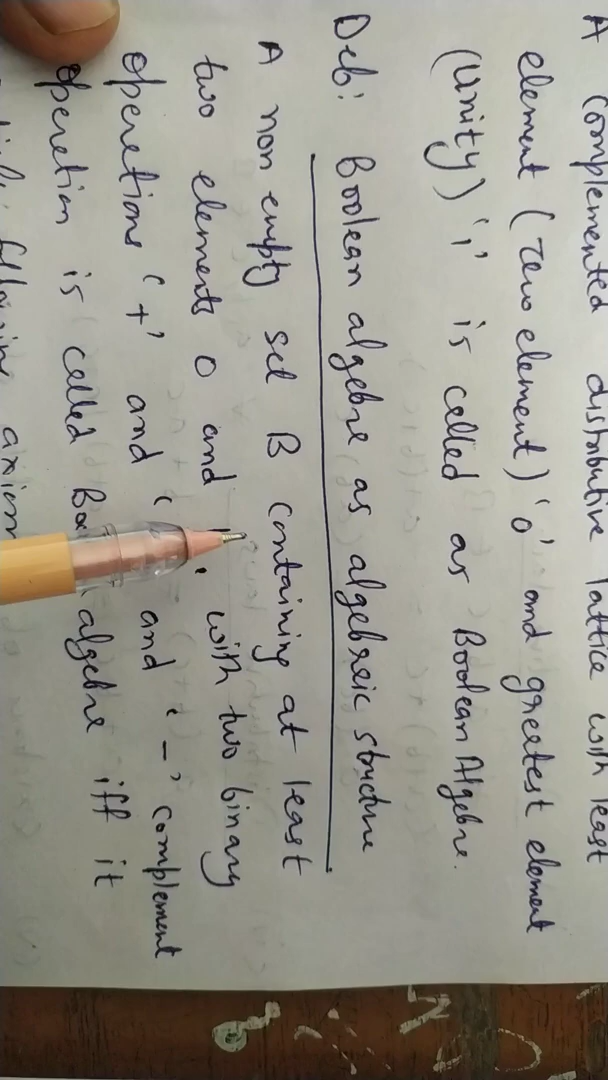 A complemented distributive lattice with least
element (zero element) '0' and greatest element
(Unity) '1' is called as Boolean Algebra.
Def: Boolean algebra as algebraic structure
A non empty set B containing at least
two elements 0 and with two binary
operations '+' and ' and '-' complement
operation is called algebra iff it
following axiom